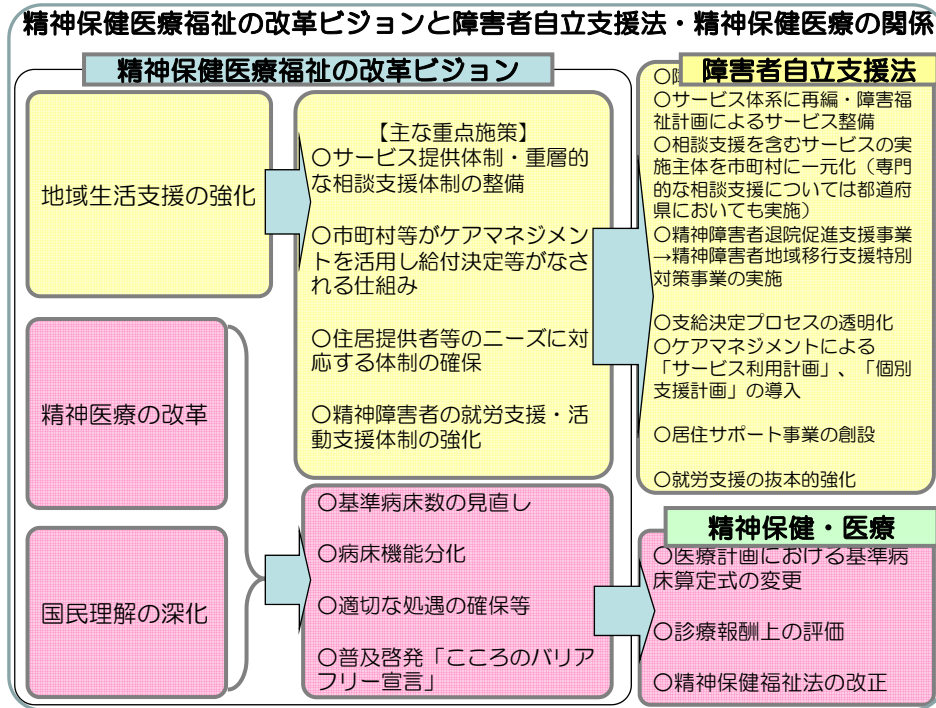 精神保健医療福祉の改革ビジョンと障害者自立支援法・精神保健医療の関係
精神保健医療福祉の改革ビジョン
地域生活支援の強化
精神医療の改革
国民理解の深化
【主な重点施策】
○サービス提供体制・重層的
な相談支援体制の整備
○市町村等がケアマネジメン
トを活用し給付決定等がなさ
れる仕組み
○住居提供者等のニーズに対
応する体制の確保
○精神障害者の就労支援・活
動支援体制の強化
○基準病床数の見直し
○病床機能分化
○適切な処遇の確保等
○普及啓発「こころのバリア
フリー宣言」
障害者自立支援法
○サービス体系に再編・障害福
祉計画によるサービス整備
○相談支援を含むサービスの実
施主体を市町村に一元化（専門
的な相談支援については都道府
県においても実施）
○精神障害者退院促進支援事業
→精神障害者地域移行支援特別
対策事業の実施
○支給決定プロセスの透明化
○ケアマネジメントによる
「サービス利用計画」、「個別
支援計画」の導入
○居住サポート事業の創設
○就労支援の抜本的強化
精神保健・医療
○医療計画における基準病
床算定式の変更
○診療報酬上の評価
○精神保健福祉法の改正